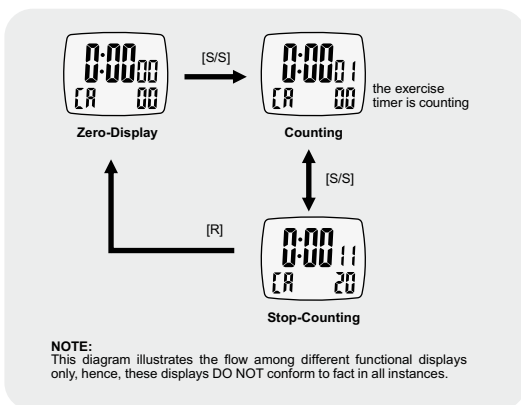 0:00 00
[S/S]
0:00 01
CA 00
CA 00
the exercise
timer is counting
Zero-Display
Counting
[S/S]
[R]
0:00 11
CA 20
Stop-Counting
NOTE:
This diagram illustrates the flow among different functional displays
only, hence, these displays DO NOT conform to fact in all instances.